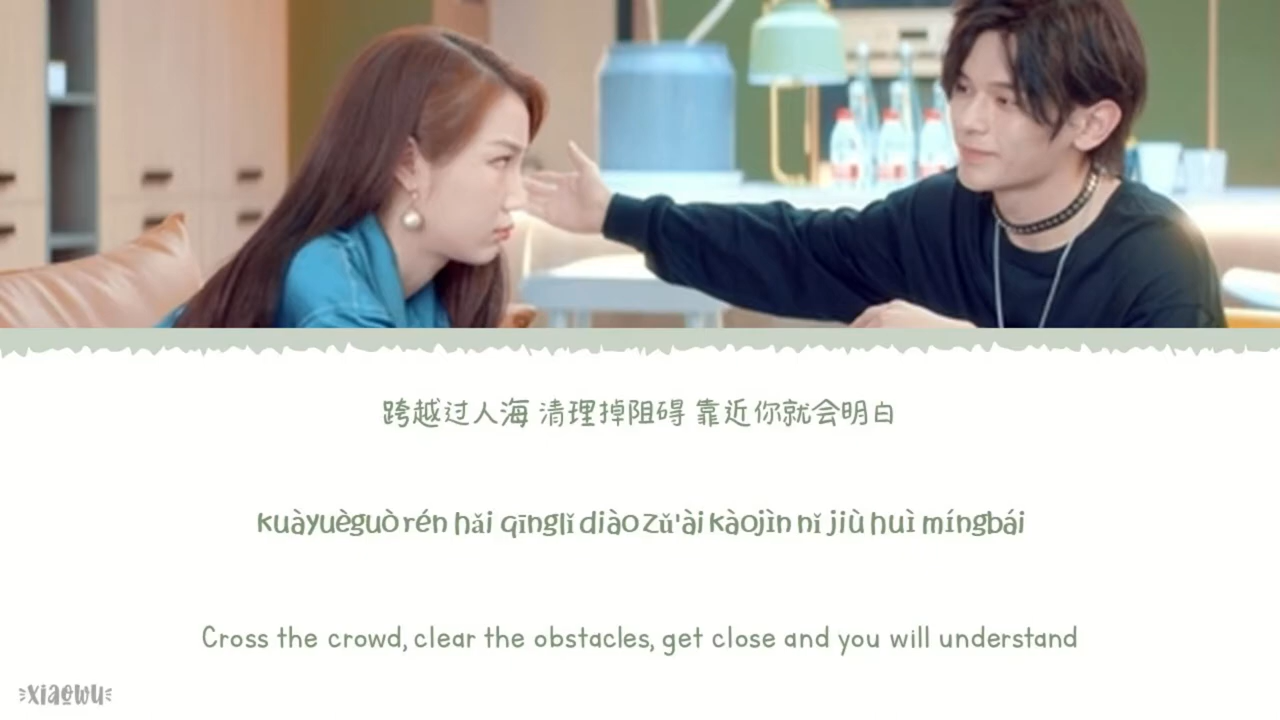 跨越过人海 清理掉阻碍 靠近你就会明白
kuàyuèguò rén hǎi qīnglǐ diào zǔ'ài kàojìn nǐ jiù huì míngbái
Cross the crowd, clear the obstacles, get close and you will understand
xiaowu